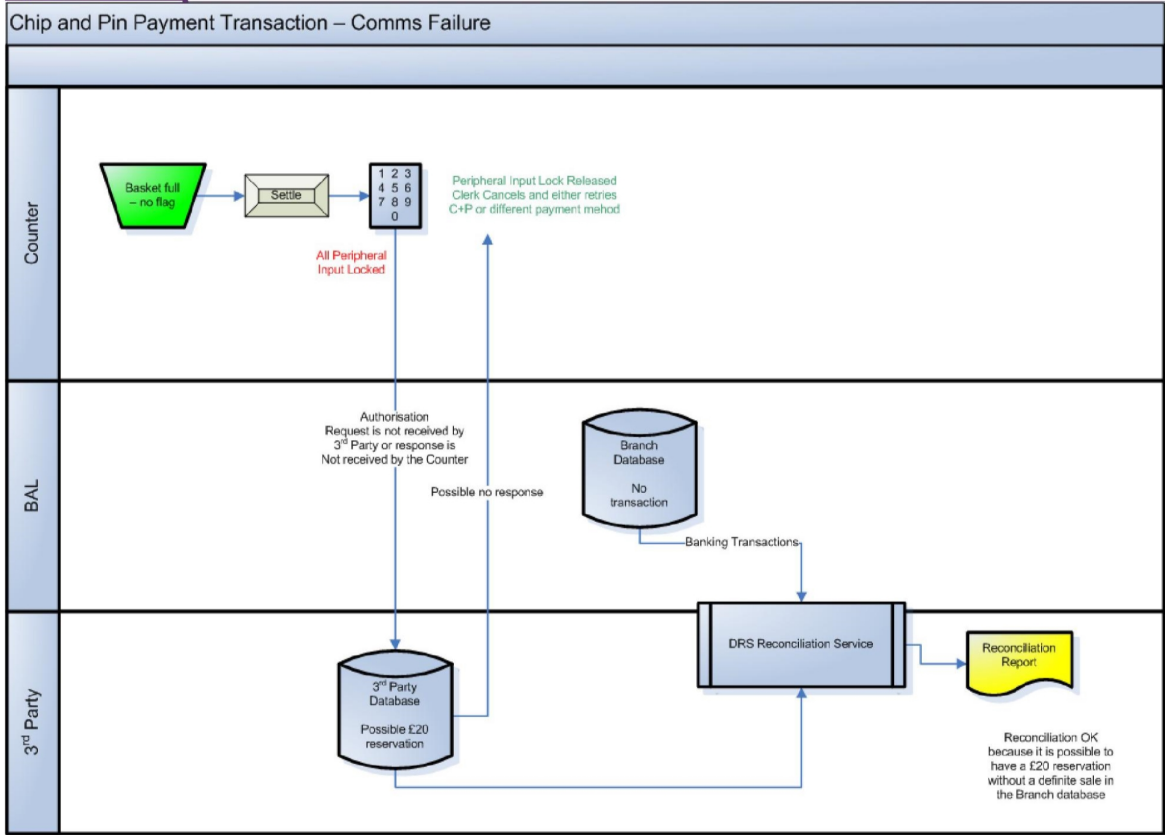 Chip and Pin Payment Transaction – Comms Failure
Counter
Basket full
– no flag
Settle
1 2 3
4 5 6
7 8 9
0
All Peripheral
Input Locked
Peripheral Input Lock Released
Clerk Cancels and either retries
C+P or different payment mehod
BAL
Authorisation
Request is not received by
3rd Party or response is
Not received by the Counter
Possible no response
Branch
Database
No
transaction
Banking Transactions
3rd Party
3rd Party
Database
Possible £20
reservation
DRS Reconciliation Service
Reconciliation
Report
Reconciliation OK
because it is possible to
have a £20 reservation
without a definite sale in
the Branch database